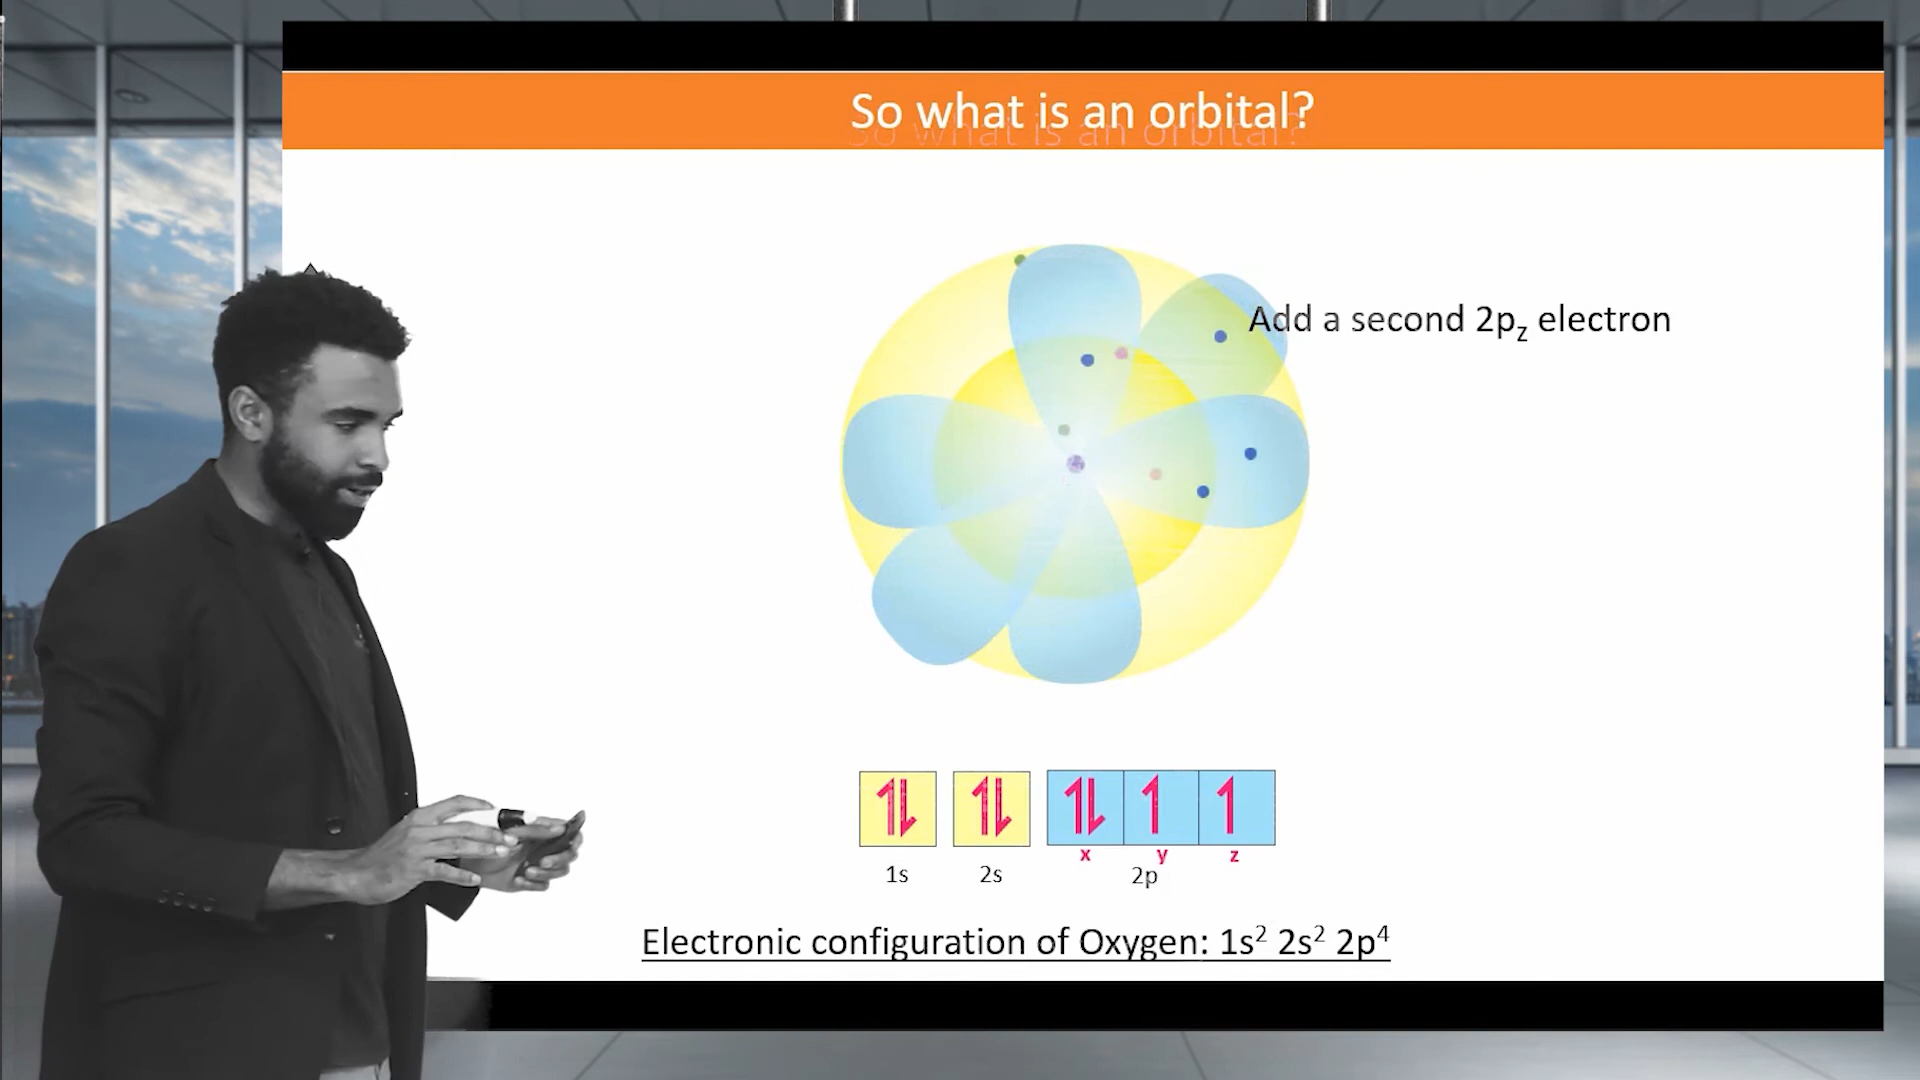 So what is an orbital?
Add a second 2pz electron
x y z
1s 2s 2p
Electronic configuration of Oxygen: 1s² 2s² 2p⁴